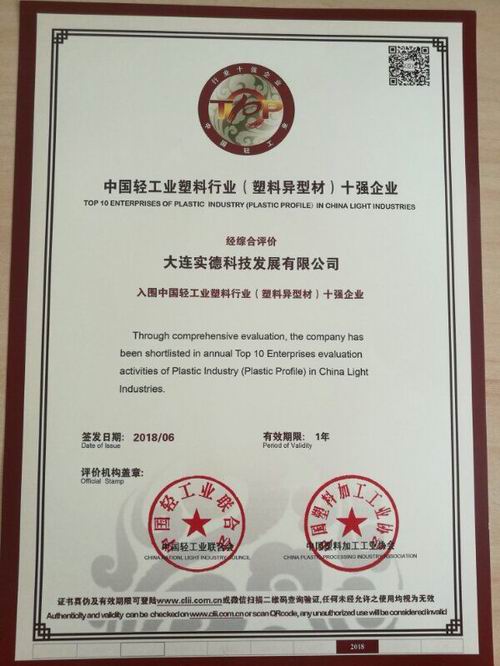 中国行业十强企业
TOP
中国轻工业
中国轻工业塑料行业（塑料异型材）十强企业
TOP 10 ENTERPRISES OF PLASTIC INDUSTRY (PLASTIC PROFILE) IN CHINA LIGHT INDUSTRIES
经综合评价
大连实德科技发展有限公司
入围中国轻工业塑料行业（塑料异型材）十强企业
Through comprehensive evaluation, the company has
been shortlisted in annual Top 10 Enterprises evaluation
activities of Plastic Industry (Plastic Profile) in China Light
Industries.
签发日期：2018/06 有效期限：1年
Date of Issue Period of Validity
评价机构盖章：
Official Stamp
中国轻工业联合会 中国塑料加工工业协会
中国轻工业联合会 中国塑料加工工业协会
CHINA NATIONAL LIGHT INDUSTRY COUNCIL CHINA PLASTIC PROCESSING INDUSTRY ASSOCIATION
证书真伪及有效期限可登陆www.clii.com.cn或微信扫描二维码查询验证,任何未经允许之使用均视为无效
Authenticity and validity can be checked on www.clii.com.cn or scan QRcode, any unauthorized use will be considered invalid
2018